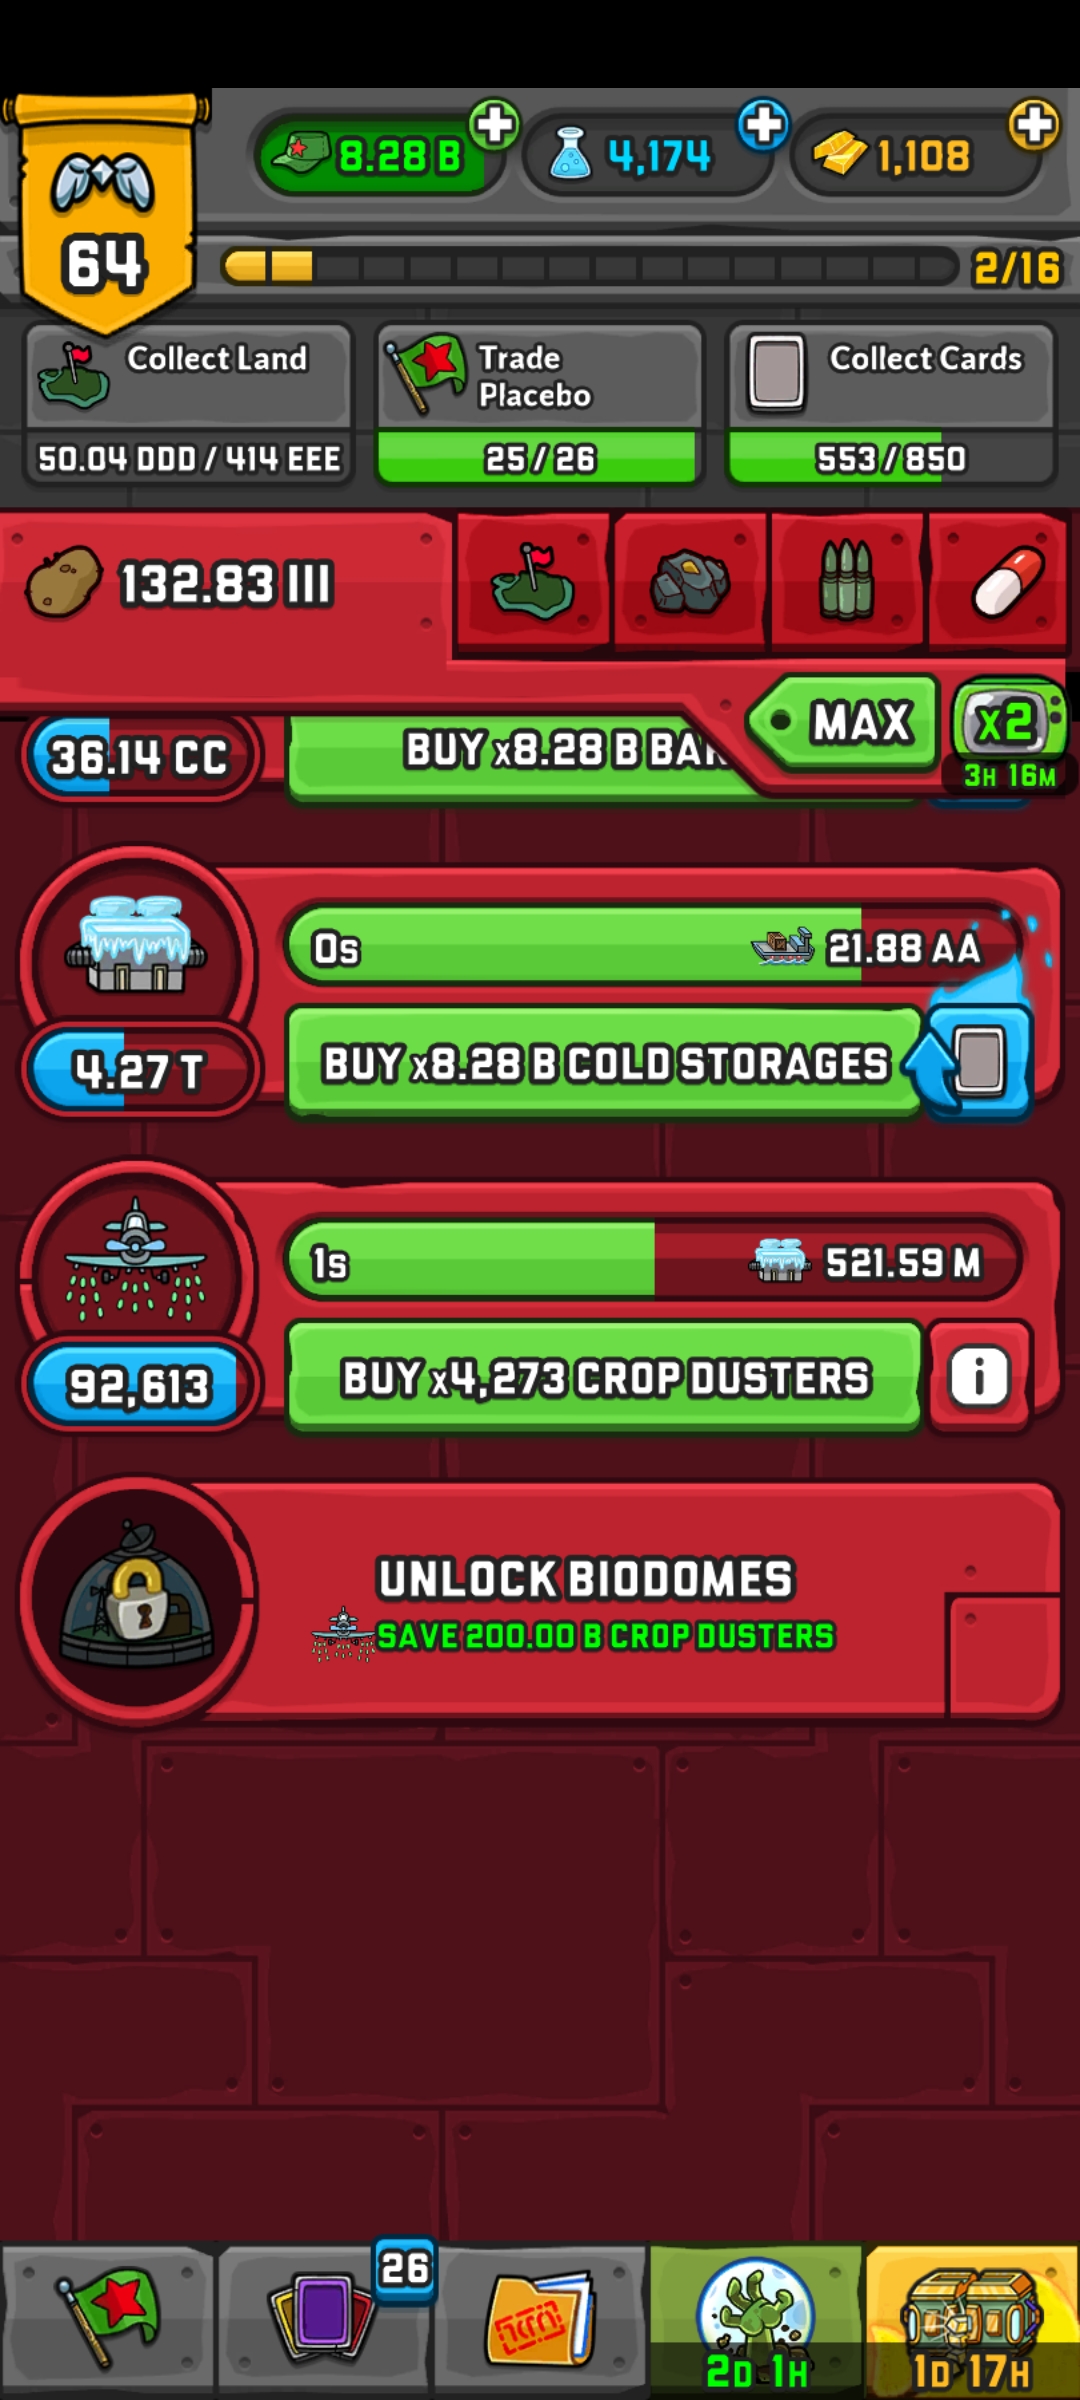 8.28 B
4,174
1,108
64
2/16
Collect Land
50.04 DDD / 414 EEE
Trade
Placebo
25 / 26
Collect Cards
553 / 850
132.83 III
MAX
x2
3H 16M
36.14 CC
BUY x8.28 B
0s
21.88 AA
4.27 T
BUY x8.28 B COLD STORAGES
1s
521.59 M
92,613
BUY x4,273 CROP DUSTERS
i
UNLOCK BIODOMES
SAVE 200.00 B CROP DUSTERS
26
2D 1H
1D 17H